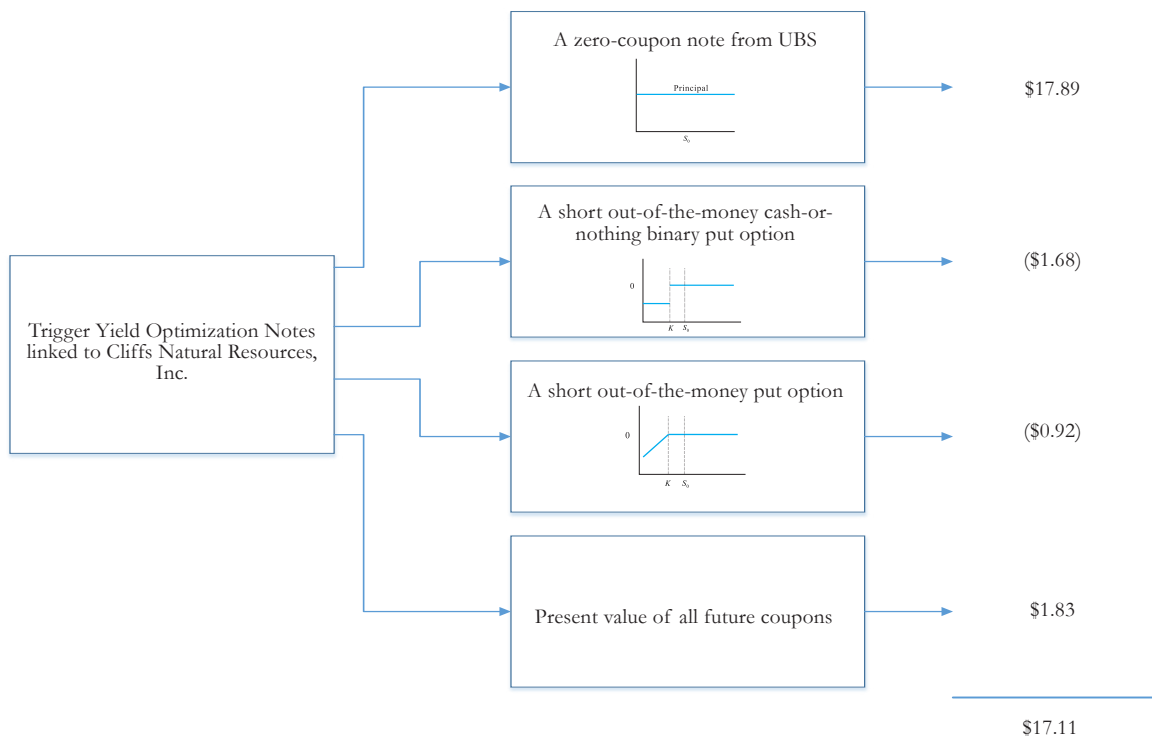 A zero-coupon note from UBS
Principal
S₀
$17.89
A short out-of-the-money cash-or-
nothing binary put option
0
K
S₀
($1.68)
Trigger Yield Optimization Notes
linked to Cliffs Natural Resources,
Inc.
A short out-of-the-money put option
0
K
S₀
($0.92)
Present value of all future coupons
$1.83
$17.11